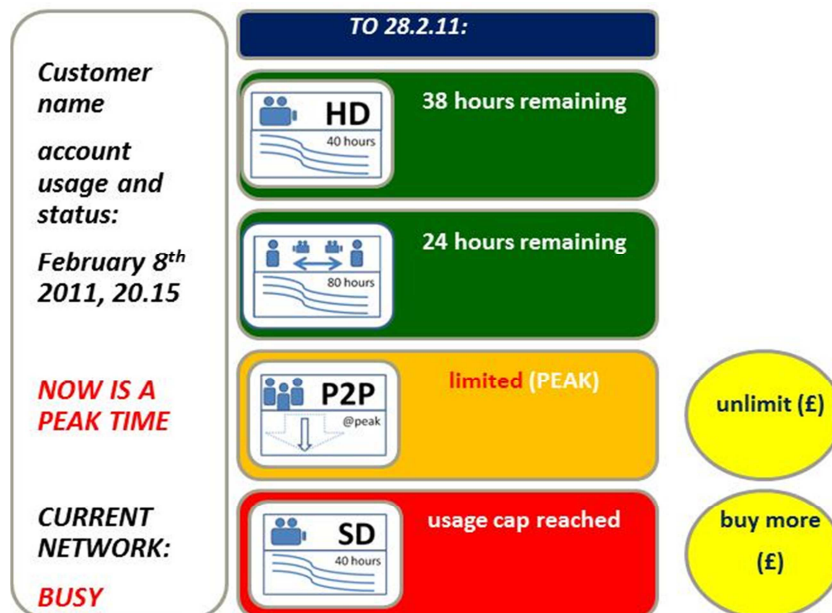 Customer
name
account
usage and
status:
February 8th
2011, 20.15
NOW IS A
PEAK TIME
CURRENT
NETWORK:
BUSY
TO 28.2.11:
HD
40 hours
38 hours remaining
80 hours
24 hours remaining
P2P
@peak
limited (PEAK)
unlimit (£)
SD
40 hours
usage cap reached
buy more
(£)